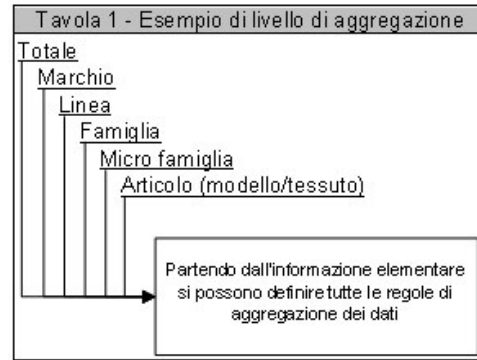 Tavola 1 - Esempio di livello di aggregazione
Totale
Marchio
Linea
Famiglia
Micro famiglia
Articolo (modello/tessuto)
Partendo dall'informazione elementare
si possono definire tutte le regole di
aggregazione dei dati